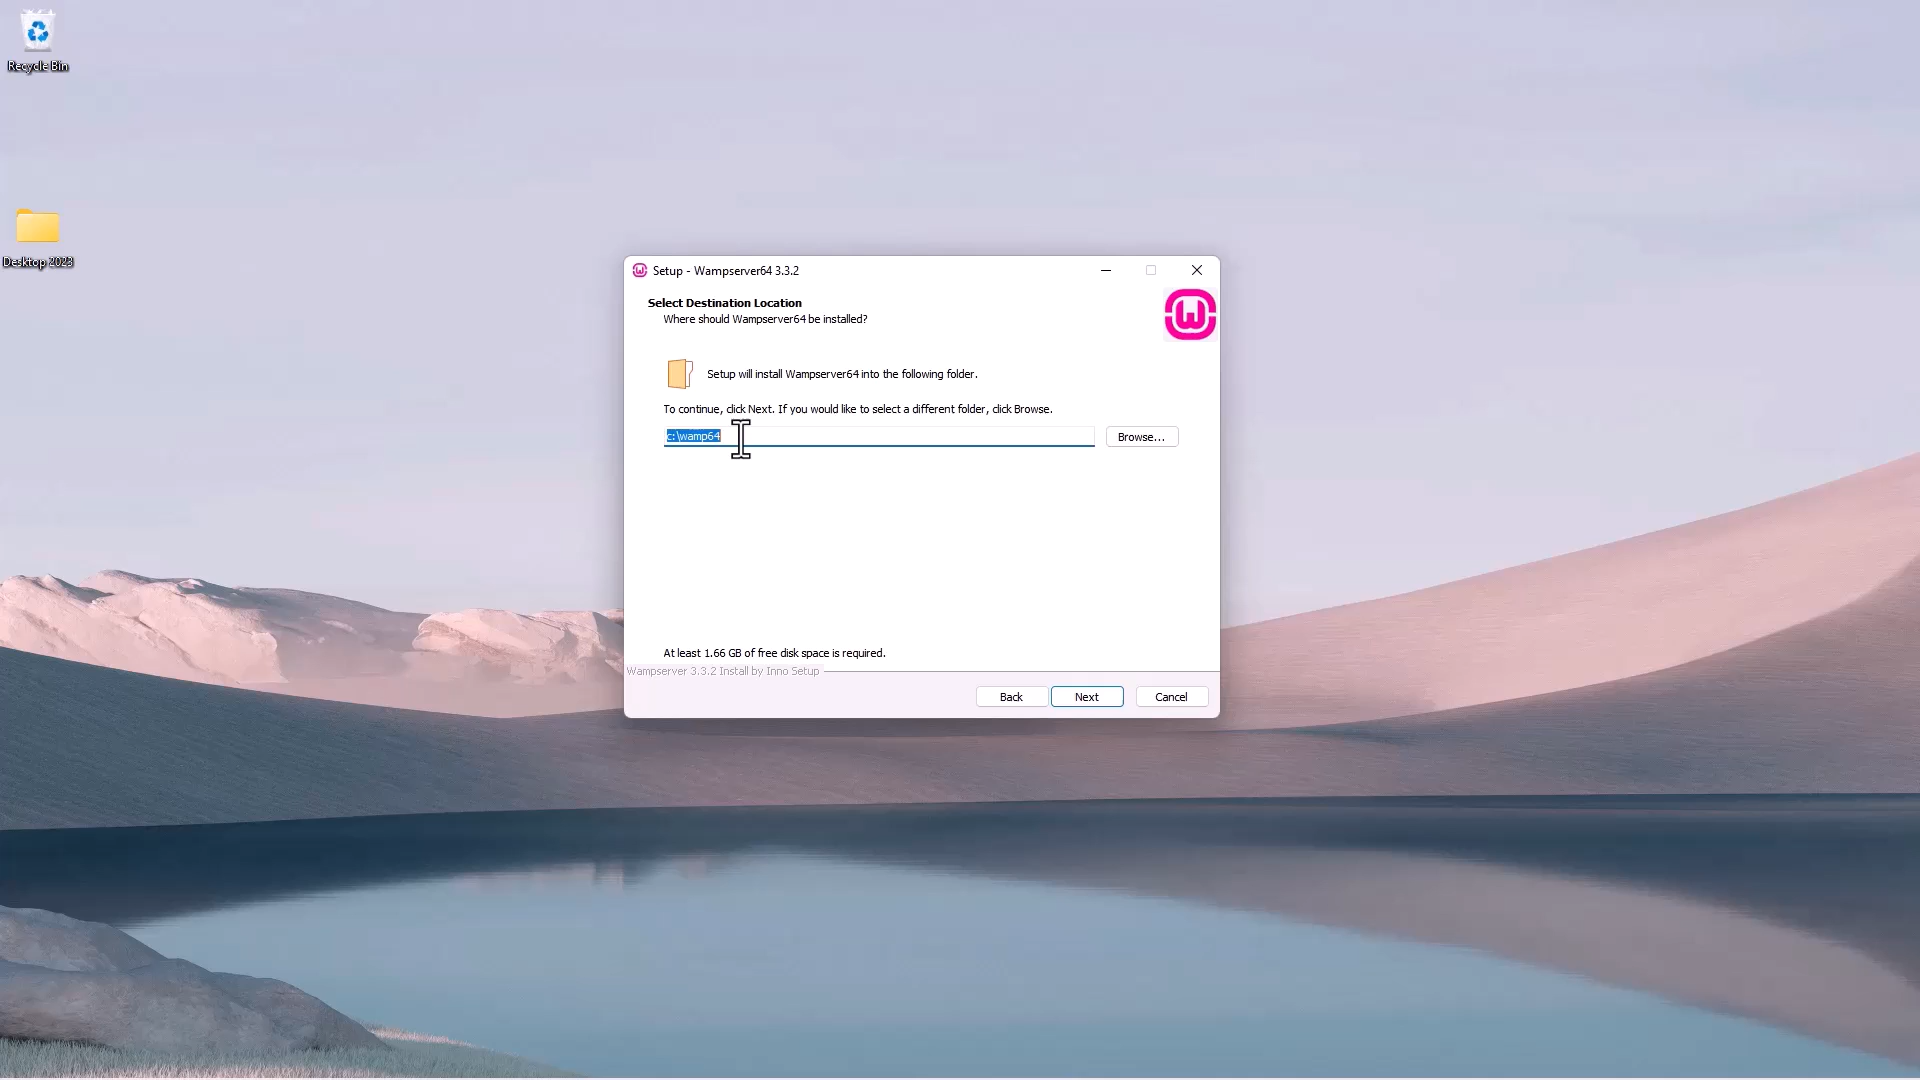 Recycle Bin
Desktop 2023
Setup - Wampserver64 3.3.2
Select Destination Location
Where should Wampserver64 be installed?
Setup will install Wampserver64 into the following folder.
To continue, click Next. If you would like to select a different folder, click Browse.
c:\wamp64
Browse...
At least 1.66 GB of free disk space is required.
Wampserver 3.3.2 Install by Inno Setup
Back
Next
Cancel